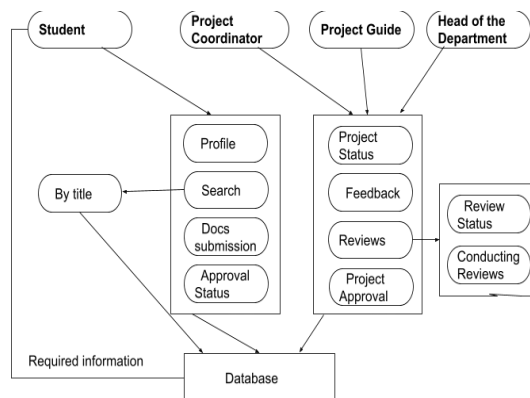 Student
Project
Coordinator
Project Guide
Head of the
Department
Profile
Search
Docs
submission
Approval
Status
By title
Project
Status
Feedback
Reviews
Project
Approval
Review
Status
Conducting
Reviews
Required information
Database